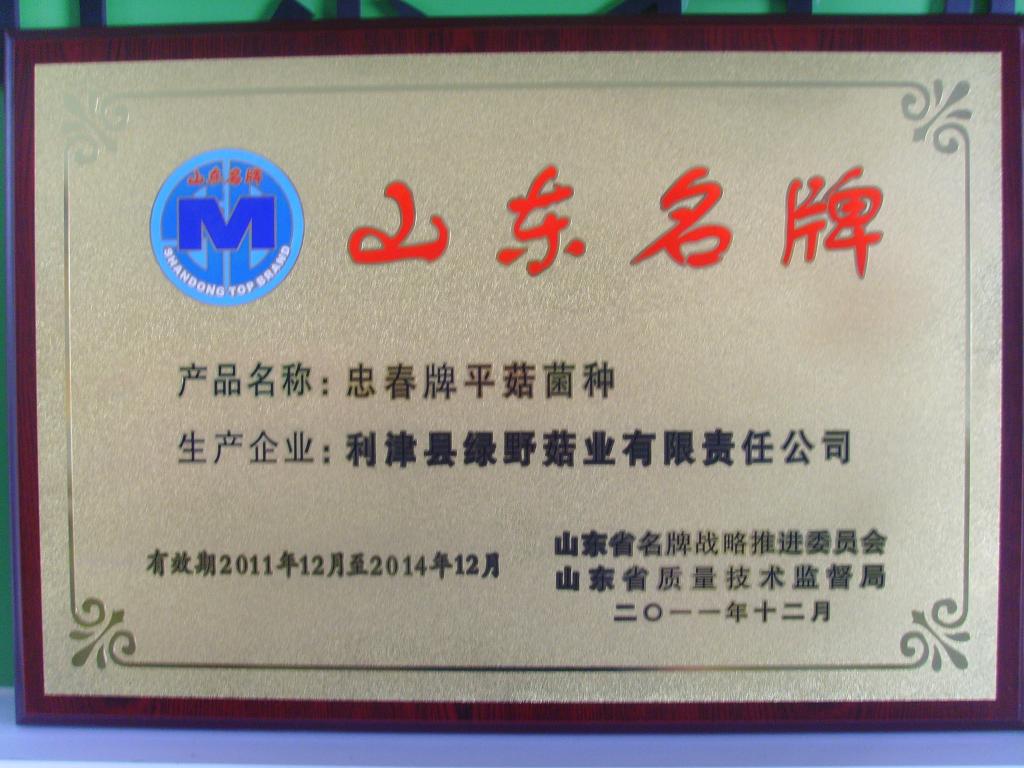 山东名牌
M
SHANDONG TOP BRAND
山东名牌
产品名称：忠春牌平菇菌种
生产企业：利津县绿野菇业有限责任公司
有效期2011年12月至2014年12月
山东省名牌战略推进委员会
山东省质量技术监督局
二〇一一年十二月